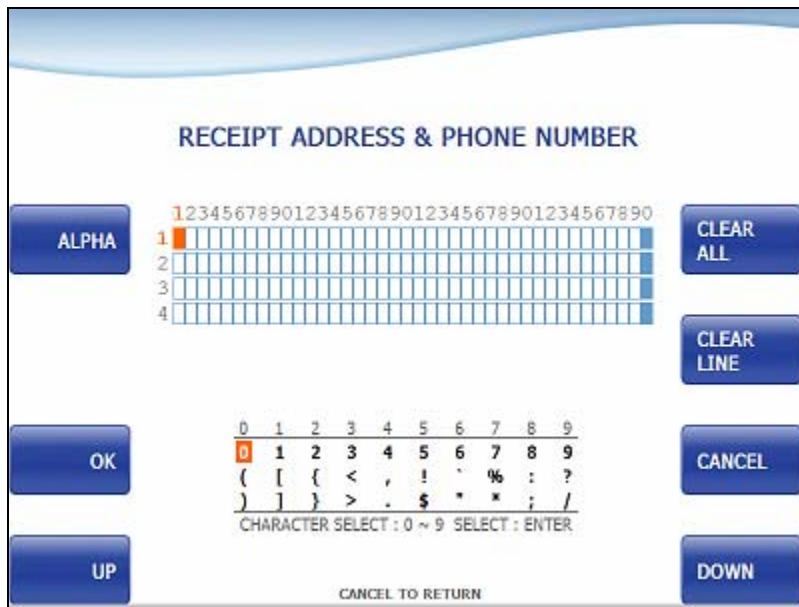 RECEIPT ADDRESS & PHONE NUMBER
1234567890123456789012345678901234567890
ALPHA
1
2
3
4
CLEAR
ALL
CLEAR
LINE
0 1 2 3 4 5 6 7 8 9
0 1 2 3 4 5 6 7 8 9
( [ { < , ! ` % : ?
) ] } > . $ " * ; /
CHARACTER SELECT : 0 ~ 9 SELECT : ENTER
OK
CANCEL
UP
DOWN
CANCEL TO RETURN